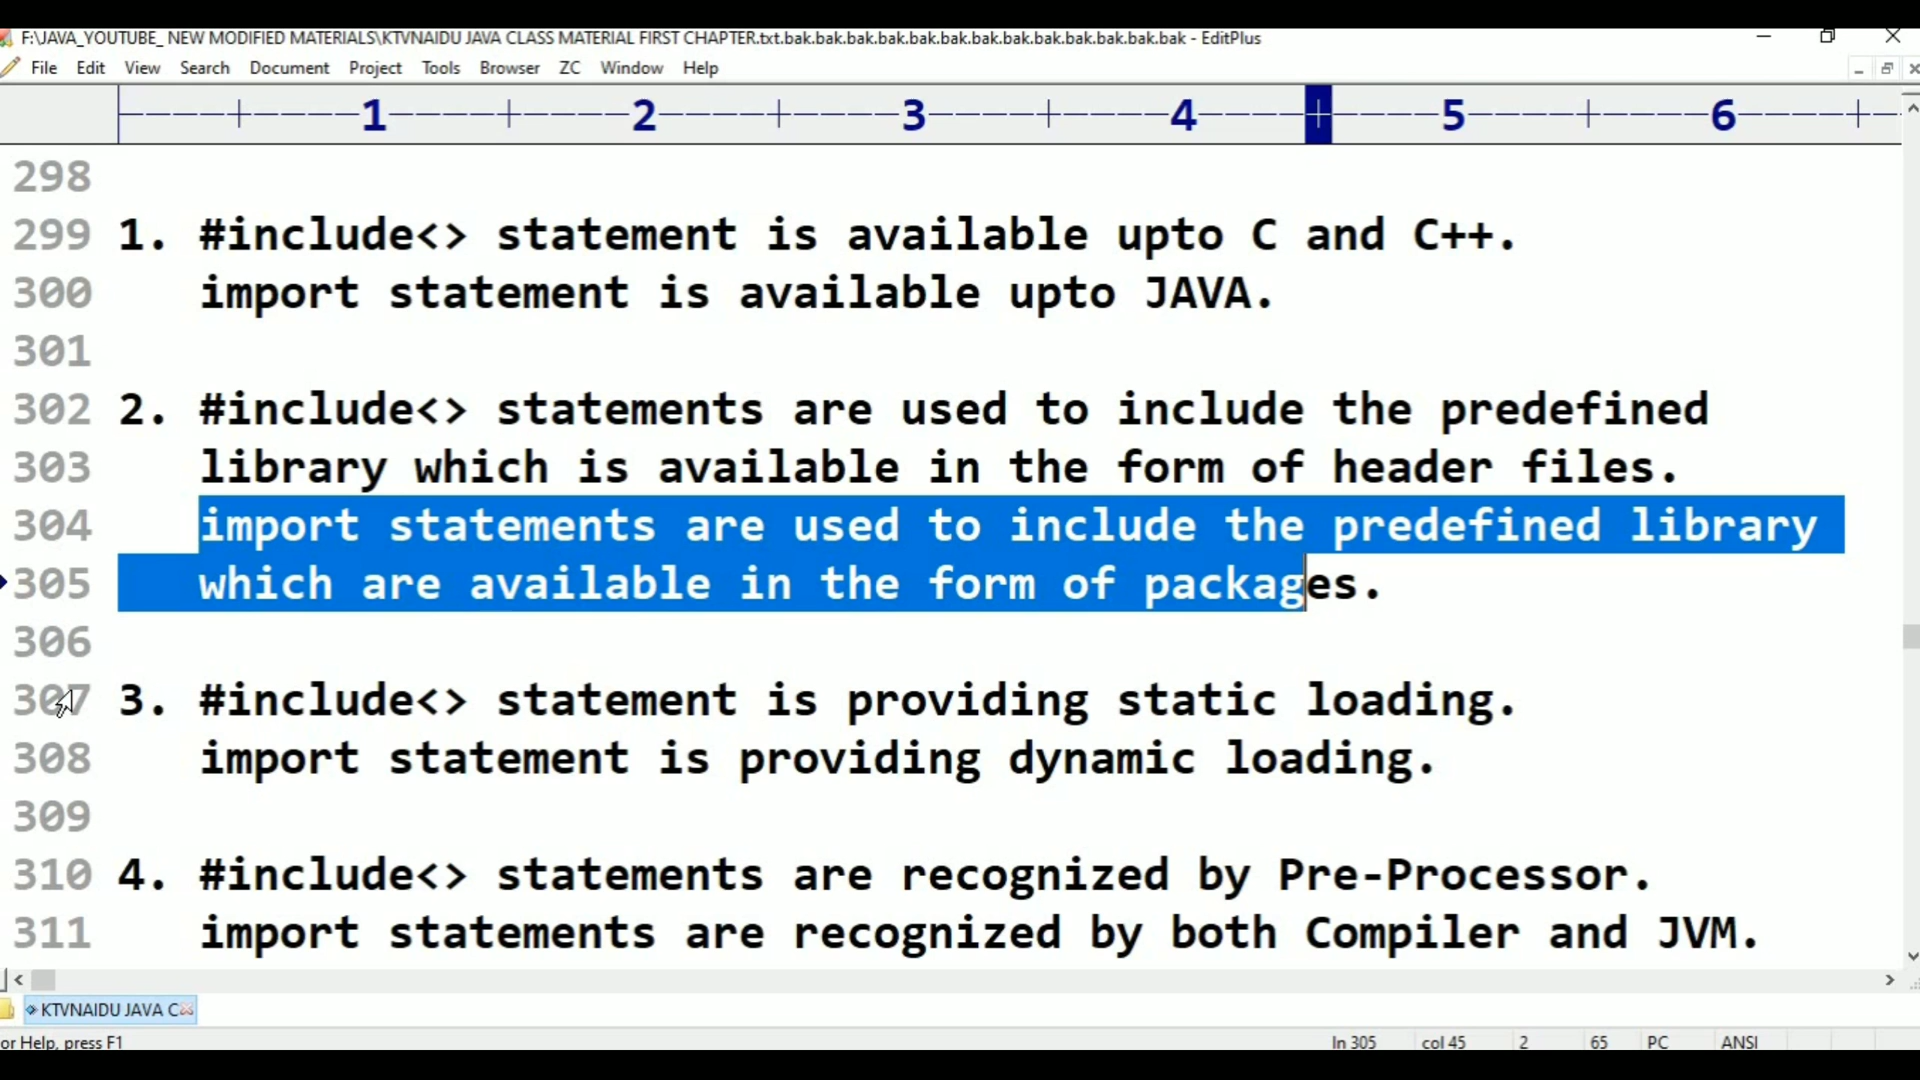 F:\JAVA_YOUTUBE_ NEW MODIFIED MATERIALS\KTVNAIDU JAVA CLASS MATERIAL FIRST CHAPTER.txt.bak.bak.bak.bak.bak.bak.bak.bak.bak.bak.bak.bak.bak - EditPlus
File Edit View Search Document Project Tools Browser ZC Window Help
----+----1----+----2----+----3----+----4----+----5----+----6----+--
298
299 1. #include<> statement is available upto C and C++.
300 import statement is available upto JAVA.
301
302 2. #include<> statements are used to include the predefined
303 library which is available in the form of header files.
304 import statements are used to include the predefined library
305 which are available in the form of packages.
306
307 3. #include<> statement is providing static loading.
308 import statement is providing dynamic loading.
309
310 4. #include<> statements are recognized by Pre-Processor.
311 import statements are recognized by both Compiler and JVM.
KTVNAIDU JAVA C
or Help, press F1 ln 305 col 45 2 65 PC ANSI